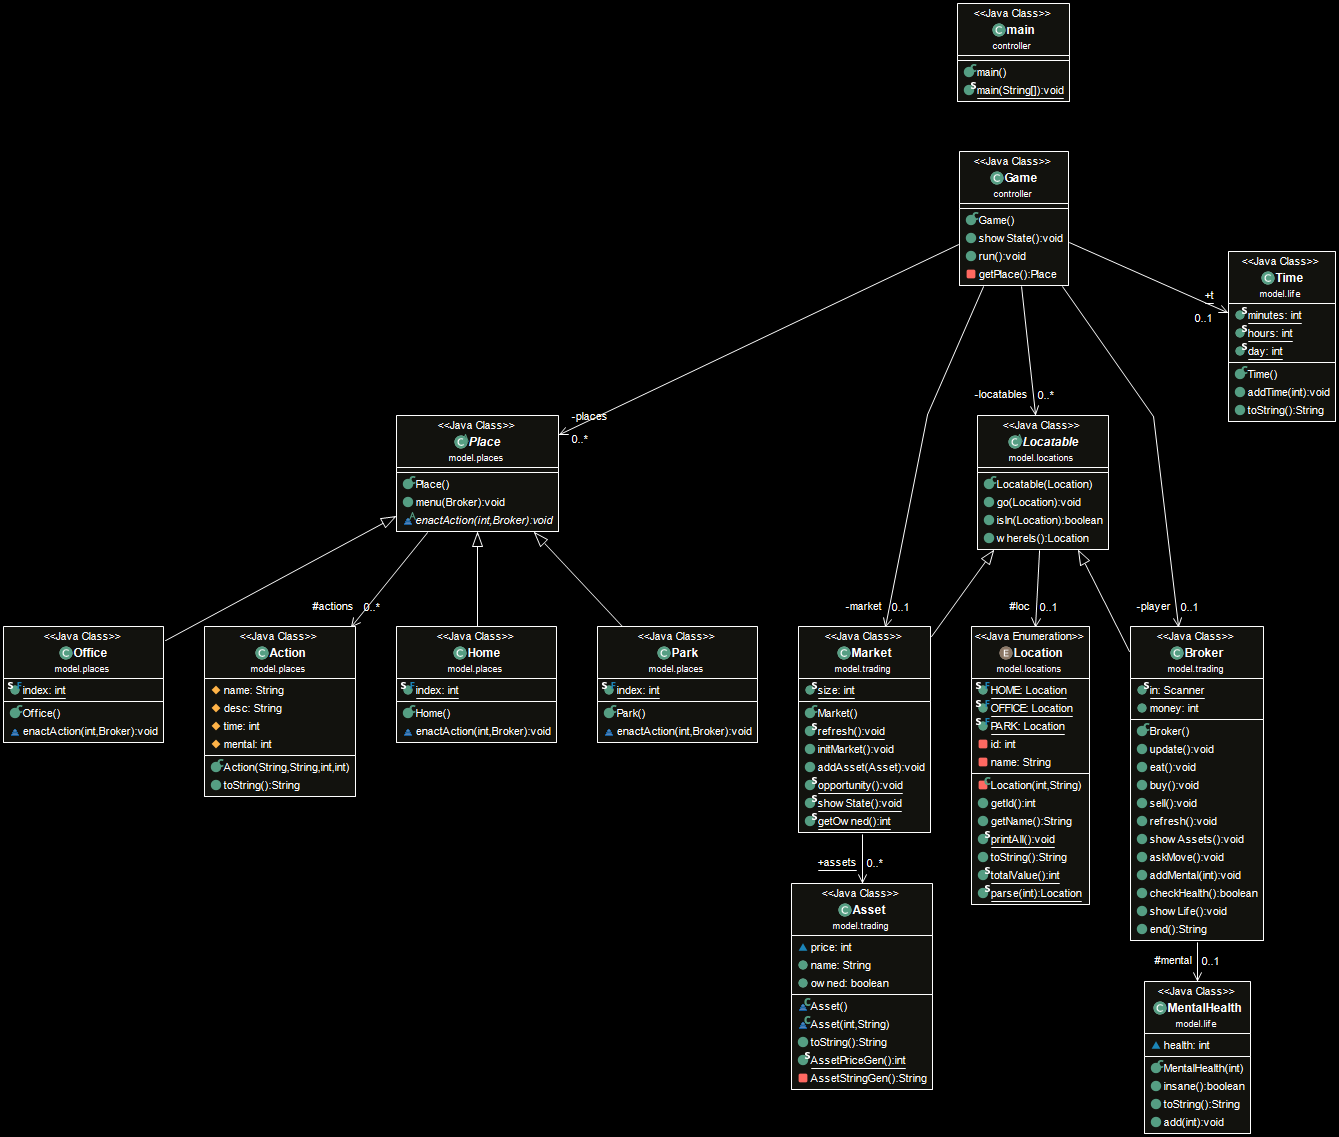 <<Java Class>>
main
controller
main()
main(String[]):void
<<Java Class>>
Game
controller
Game()
showState():void
run():void
getPlace():Place
<<Java Class>>
Time
model.life
minutes: int
hours: int
day: int
Time()
addTime(int):void
toString():String
+t
0..1
-places
0..*
-locatables
0..*
<<Java Class>>
Place
model.places
Place()
menu(Broker):void
enactAction(int,Broker):void
<<Java Class>>
Locatable
model.locations
Locatable(Location)
go(Location):void
isIn(Location):boolean
whereIs():Location
#actions
0..*
-market
0..1
#loc
0..1
-player
0..1
<<Java Class>>
Office
model.places
index: int
Office()
enactAction(int,Broker):void
<<Java Class>>
Action
model.places
name: String
desc: String
time: int
mental: int
Action(String,String,int,int)
toString():String
<<Java Class>>
Home
model.places
index: int
Home()
enactAction(int,Broker):void
<<Java Class>>
Park
model.places
index: int
Park()
enactAction(int,Broker):void
<<Java Class>>
Market
model.trading
size: int
Market()
refresh():void
initMarket():void
addAsset(Asset):void
opportunity():void
showState():void
getOwned():int
<<Java Enumeration>>
Location
model.locations
HOME: Location
OFFICE: Location
PARK: Location
id: int
name: String
Location(int,String)
getId():int
getName():String
printAll():void
toString():String
totalValue():int
parse(int):Location
<<Java Class>>
Broker
model.trading
in: Scanner
money: int
Broker()
update():void
eat():void
buy():void
sell():void
refresh():void
showAssets():void
askMove():void
addMental(int):void
checkHealth():boolean
showLife():void
end():String
+assets
0..*
<<Java Class>>
Asset
model.trading
price: int
name: String
owned: boolean
Asset()
Asset(int,String)
toString():String
AssetPriceGen():int
AssetStringGen():String
#mental
0..1
<<Java Class>>
MentalHealth
model.life
health: int
MentalHealth(int)
insane():boolean
toString():String
add(int):void